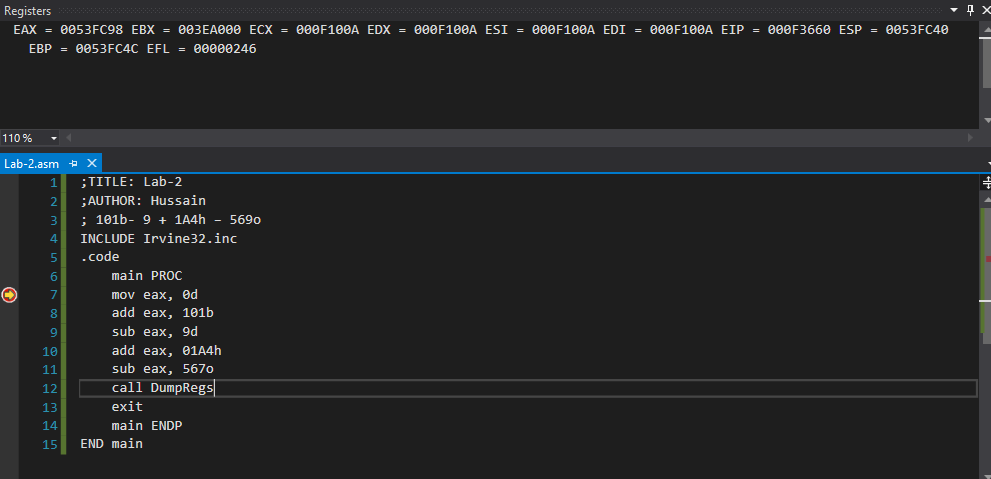 Registers
EAX = 0053FC98 EBX = 003EA000 ECX = 000F100A EDX = 000F100A ESI = 000F100A EDI = 000F100A EIP = 000F3660 ESP = 0053FC40
EBP = 0053FC4C EFL = 00000246
110 %
Lab-2.asm
1 ;TITLE: Lab-2
2 ;AUTHOR: Hussain
3 ; 101b- 9 + 1A4h – 569o
4 INCLUDE Irvine32.inc
5 .code
6 main PROC
7 mov eax, 0d
8 add eax, 101b
9 sub eax, 9d
10 add eax, 01A4h
11 sub eax, 567o
12 call DumpRegs
13 exit
14 main ENDP
15 END main